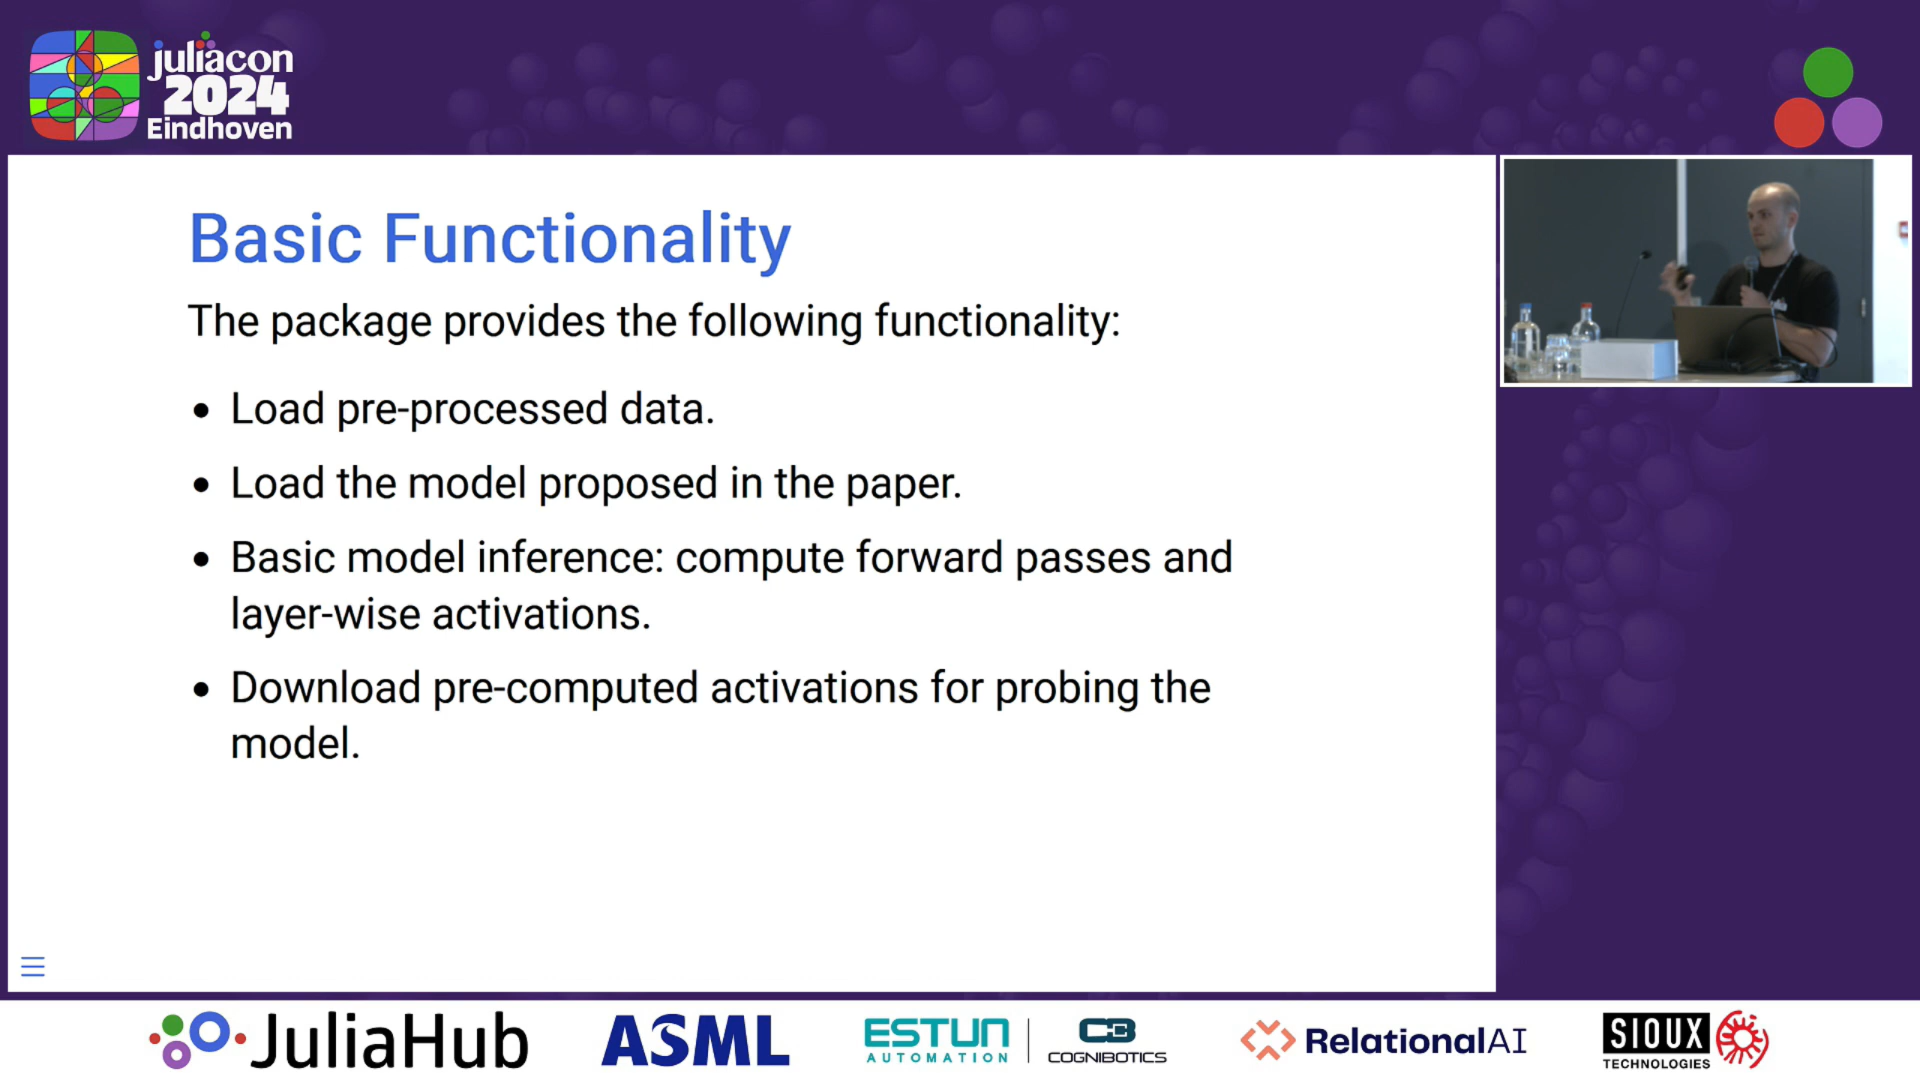 juliacon
2024
Eindhoven
Basic Functionality
The package provides the following functionality:
• Load pre-processed data.
• Load the model proposed in the paper.
• Basic model inference: compute forward passes and
layer-wise activations.
• Download pre-computed activations for probing the
model.
JuliaHub
ASML
ESTUN
AUTOMATION
COGNIBOTICS
RelationalAI
SIOUX
TECHNOLOGIES